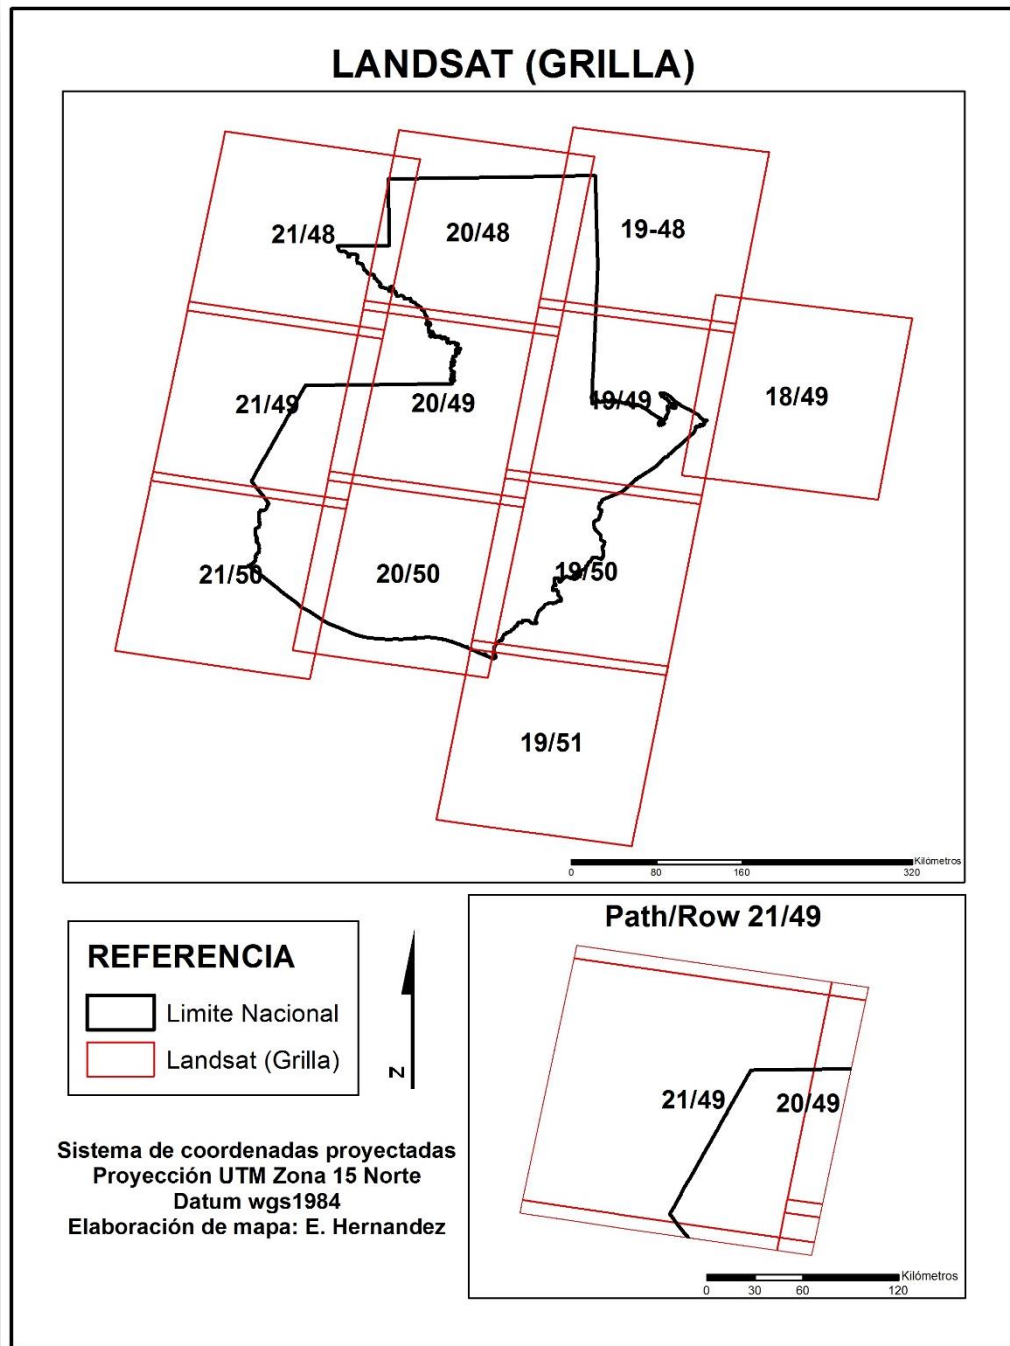 LANDSAT (GRILLA)
21/48
20/48
19-48
21/49
20/49
19/49
18/49
21/50
20/50
19/50
19/51
Kilómetros
0 80 160 320
REFERENCIA
Limite Nacional
Landsat (Grilla)
N
Sistema de coordenadas proyectadas
Proyección UTM Zona 15 Norte
Datum wgs1984
Elaboración de mapa: E. Hernandez
Path/Row 21/49
21/49
20/49
Kilómetros
0 30 60 120